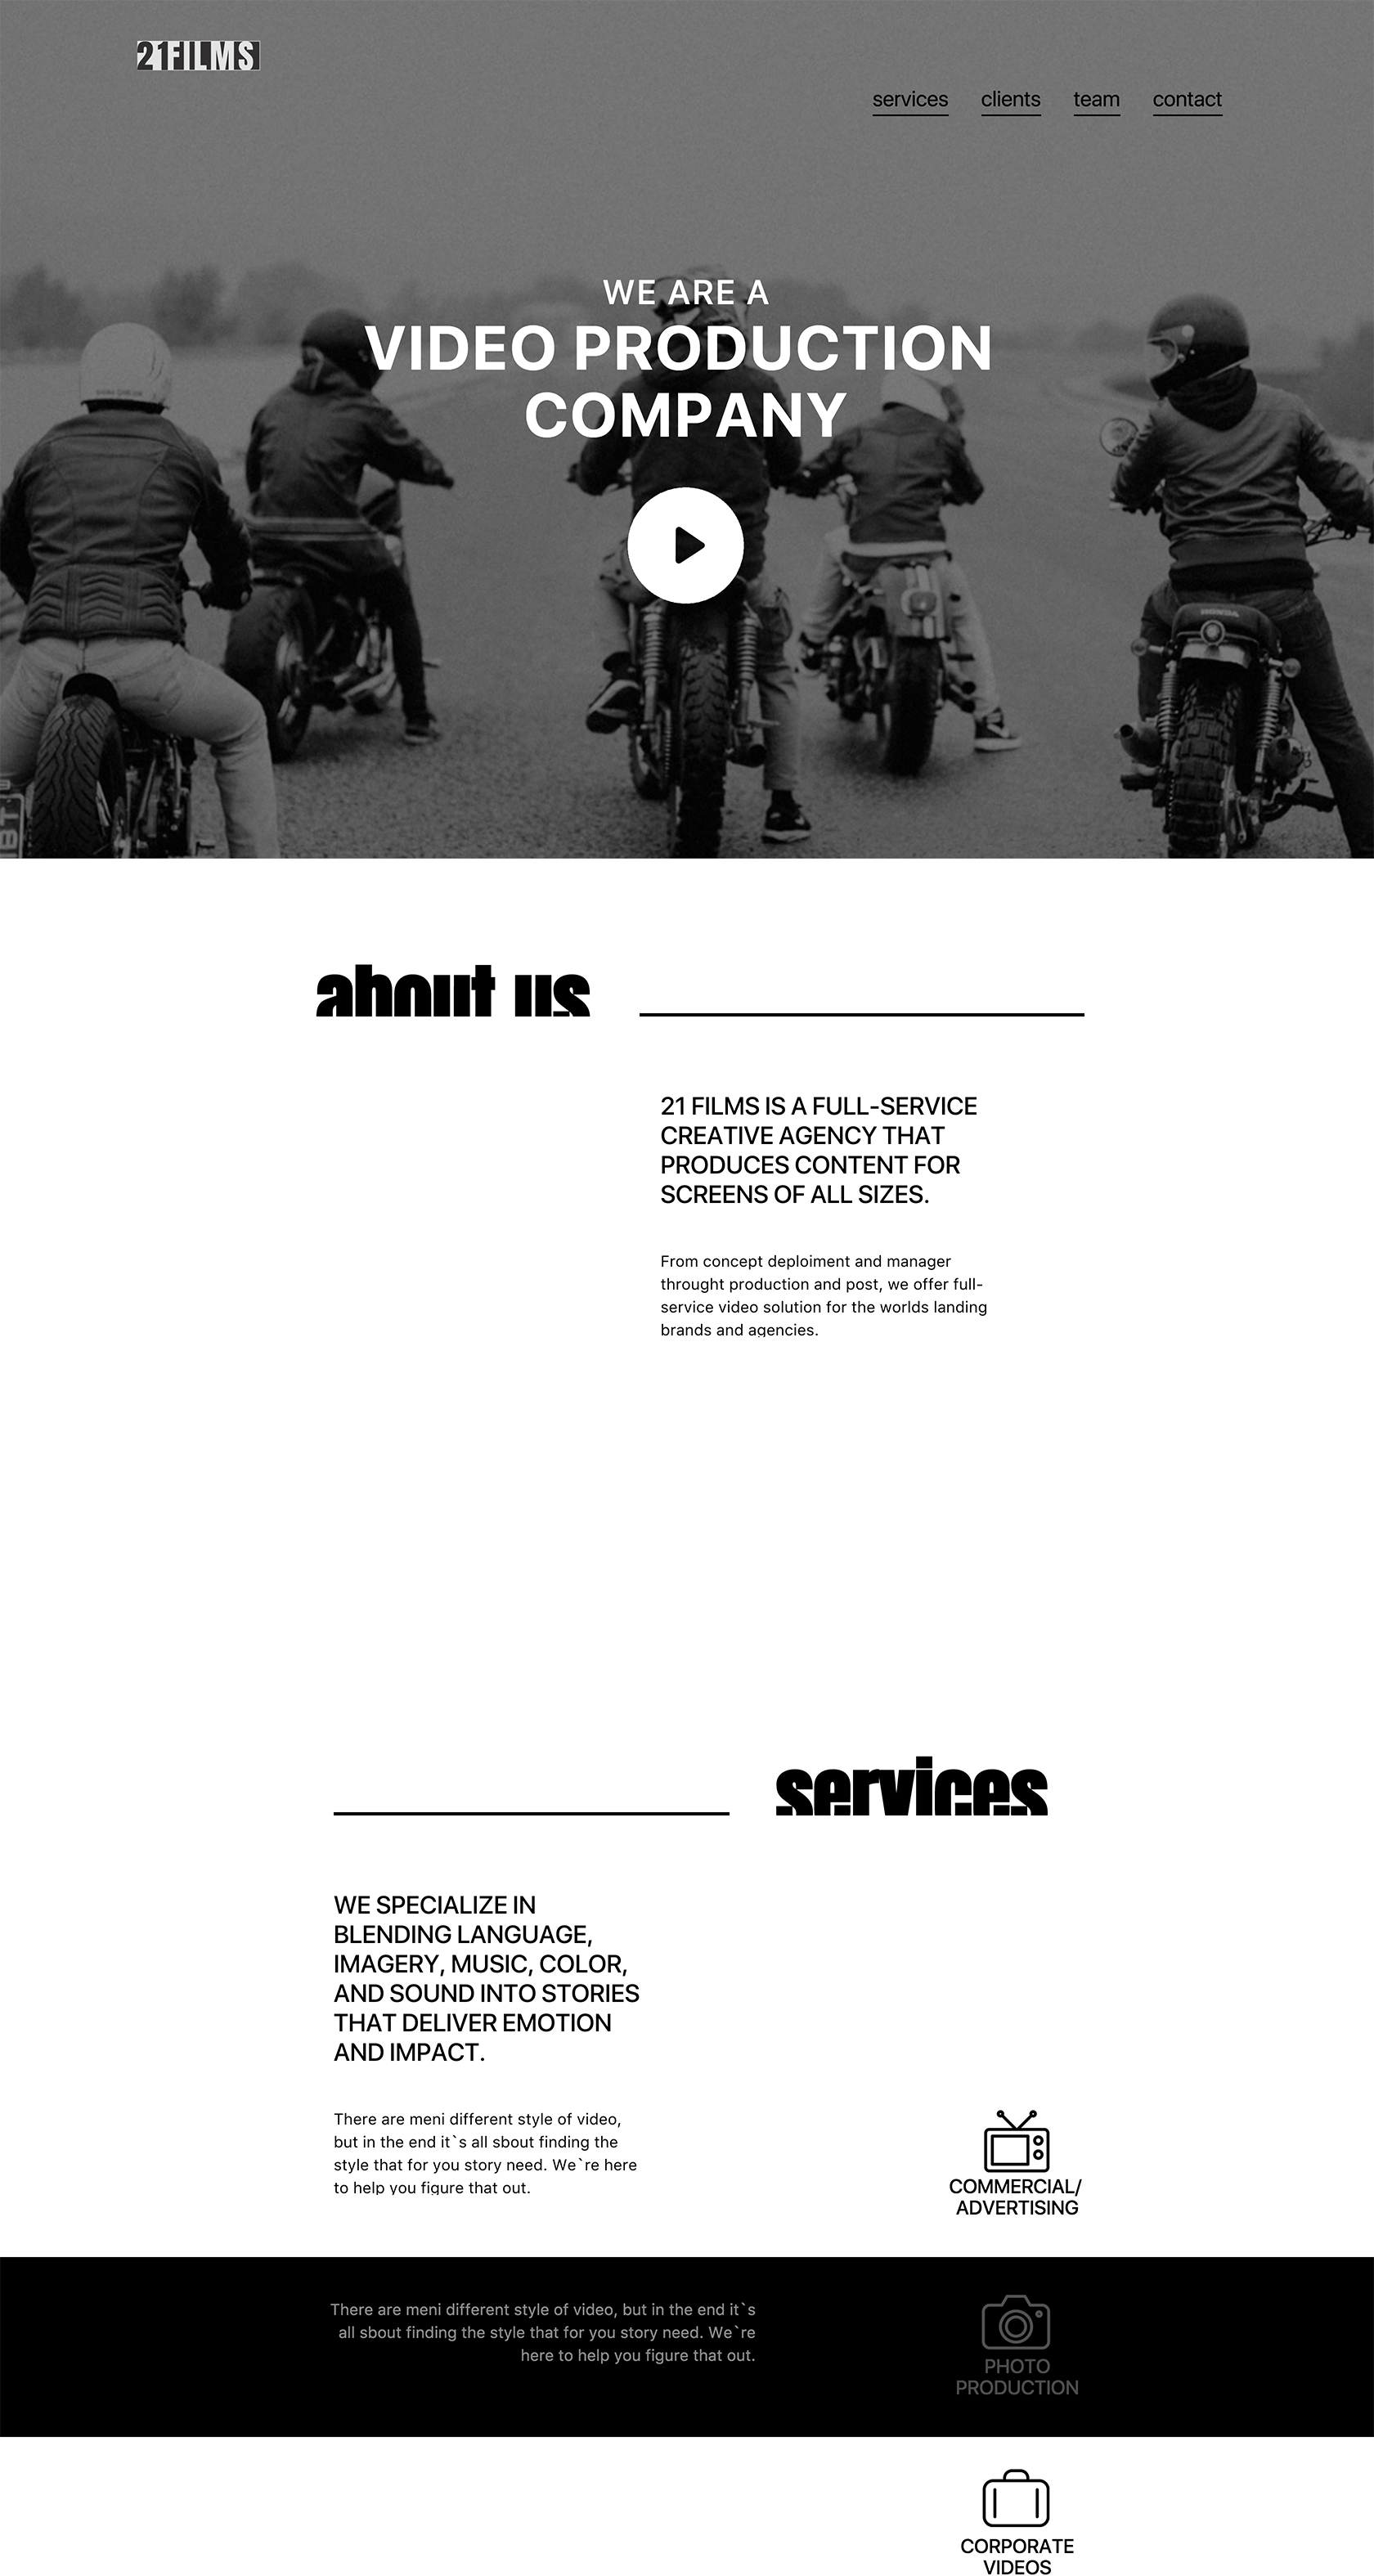 21FILMS
services clients team contact
WE ARE A
VIDEO PRODUCTION
COMPANY
HONDA
about us
21 FILMS IS A FULL-SERVICE
CREATIVE AGENCY THAT
PRODUCES CONTENT FOR
SCREENS OF ALL SIZES.
From concept deploiment and manager
throught production and post, we offer full-
service video solution for the worlds landing
brands and agencies.
services
WE SPECIALIZE IN
BLENDING LANGUAGE,
IMAGERY, MUSIC, COLOR,
AND SOUND INTO STORIES
THAT DELIVER EMOTION
AND IMPACT.
There are meni different style of video,
but in the end it`s all sbout finding the
style that for you story need. We`re here
to help you figure that out.
COMMERCIAL/
ADVERTISING
There are meni different style of video, but in the end it`s
all sbout finding the style that for you story need. We`re
here to help you figure that out.
PHOTO
PRODUCTION
CORPORATE
VIDEOS